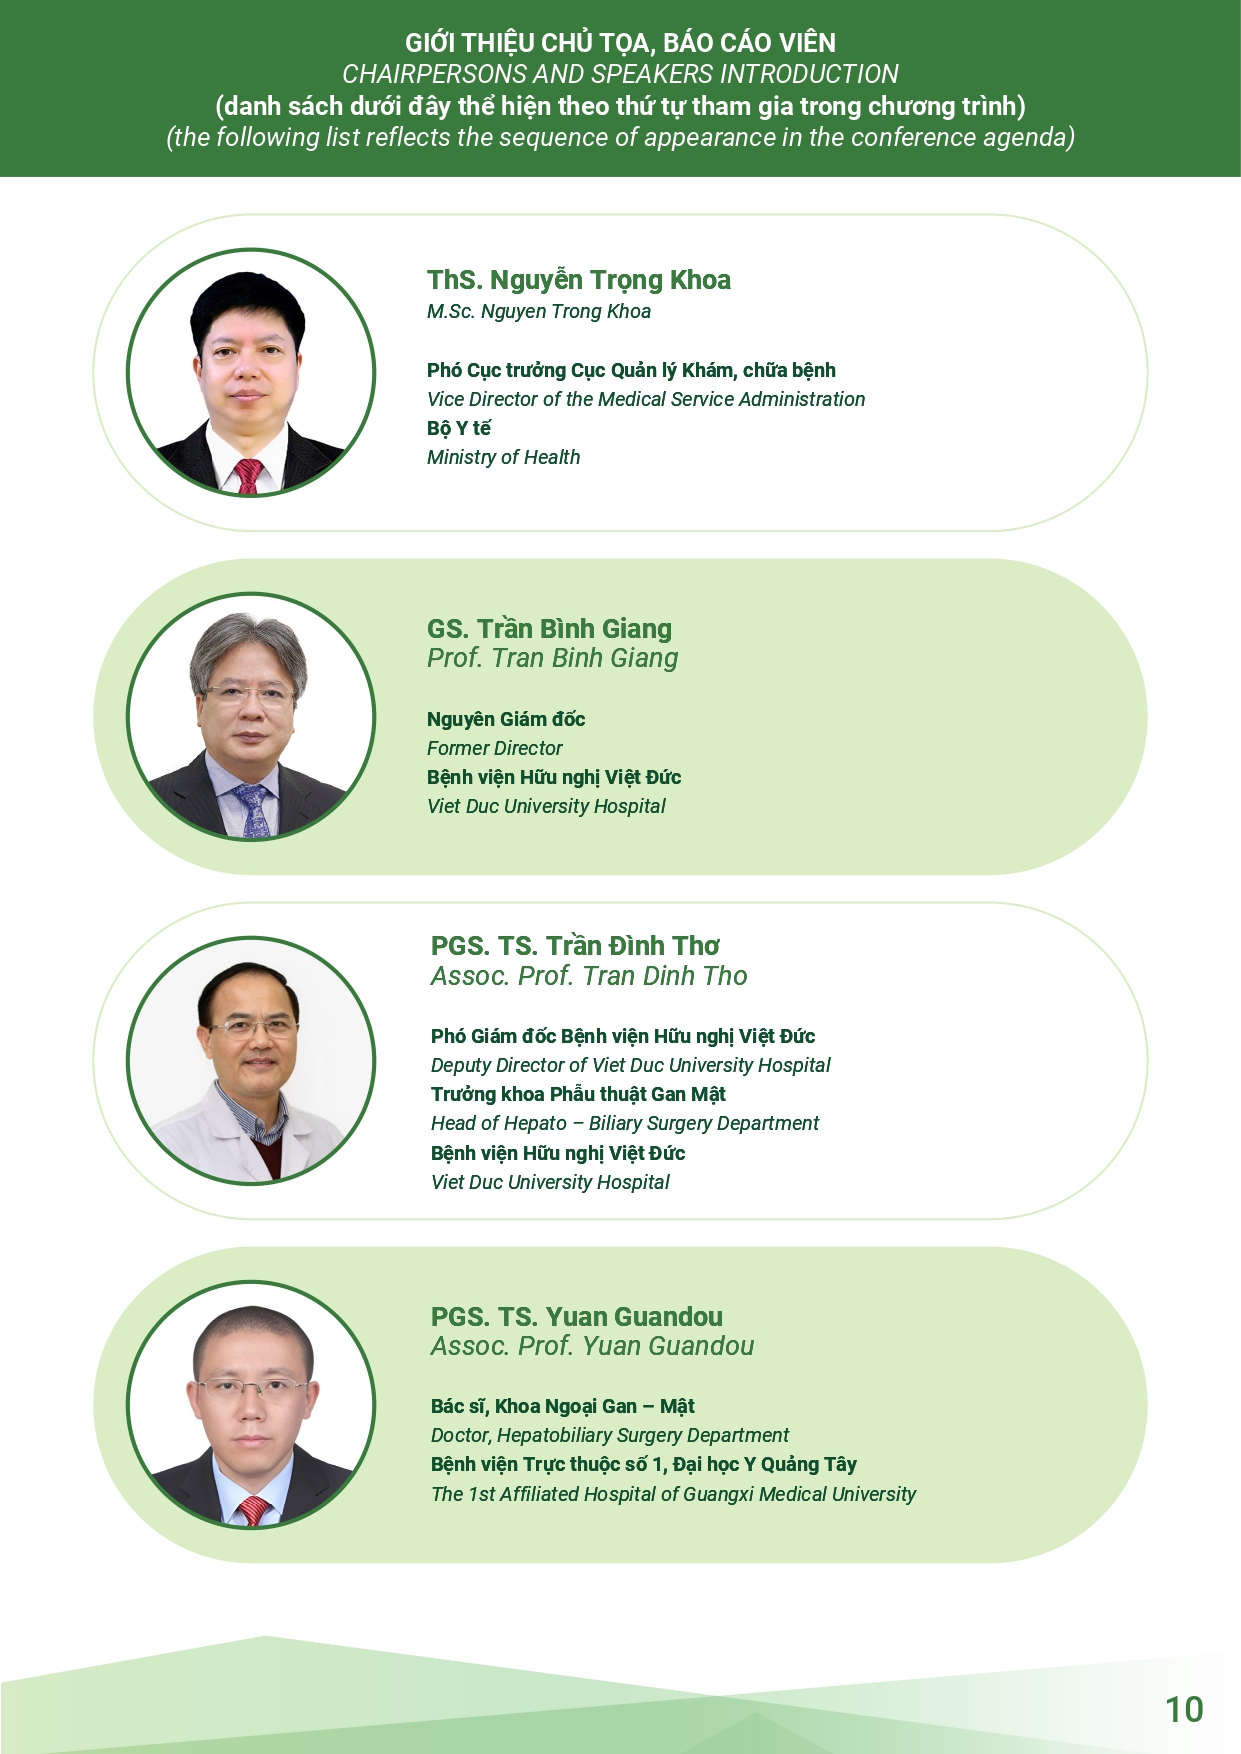 GIỚI THIỆU CHỦ TỌA, BÁO CÁO VIÊN
CHAIRPERSONS AND SPEAKERS INTRODUCTION
(danh sách dưới đây thể hiện theo thứ tự tham gia trong chương trình)
(the following list reflects the sequence of appearance in the conference agenda)
ThS. Nguyễn Trọng Khoa
M.Sc. Nguyen Trong Khoa
Phó Cục trưởng Cục Quản lý Khám, chữa bệnh
Vice Director of the Medical Service Administration
Bộ Y tế
Ministry of Health
GS. Trần Bình Giang
Prof. Tran Binh Giang
Nguyên Giám đốc
Former Director
Bệnh viện Hữu nghị Việt Đức
Viet Duc University Hospital
PGS. TS. Trần Đình Thơ
Assoc. Prof. Tran Dinh Tho
Phó Giám đốc Bệnh viện Hữu nghị Việt Đức
Deputy Director of Viet Duc University Hospital
Trưởng khoa Phẫu thuật Gan Mật
Head of Hepato – Biliary Surgery Department
Bệnh viện Hữu nghị Việt Đức
Viet Duc University Hospital
PGS. TS. Yuan Guandou
Assoc. Prof. Yuan Guandou
Bác sĩ, Khoa Ngoại Gan – Mật
Doctor, Hepatobiliary Surgery Department
Bệnh viện Trực thuộc số 1, Đại học Y Quảng Tây
The 1st Affiliated Hospital of Guangxi Medical University
10